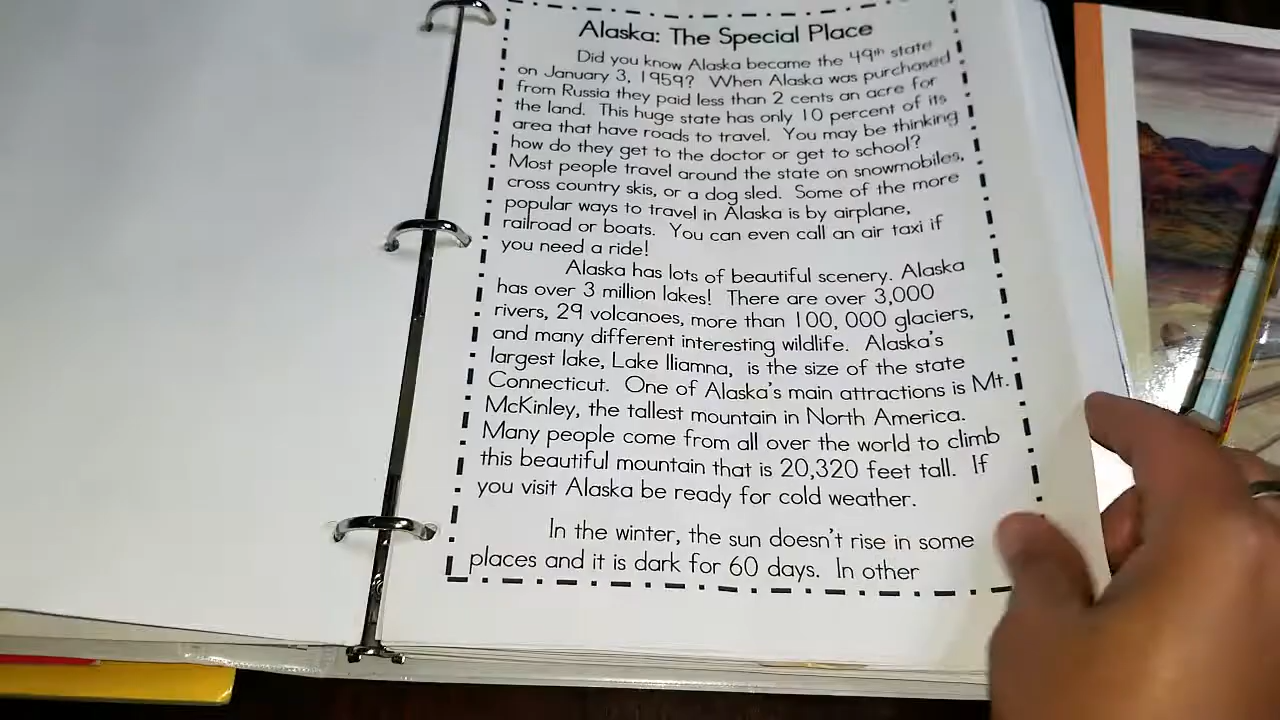 Alaska: The Special Place
Did you know Alaska became the 49th state
on January 3, 1959? When Alaska was purchased
from Russia they paid less than 2 cents an acre for
the land. This huge state has only 10 percent of its
area that have roads to travel. You may be thinking
how do they get to the doctor or get to school?
Most people travel around the state on snowmobiles,
cross country skis, or a dog sled. Some of the more
popular ways to travel in Alaska is by airplane,
railroad or boats. You can even call an air taxi if
you need a ride!
Alaska has lots of beautiful scenery. Alaska
has over 3 million lakes! There are over 3,000
rivers, 29 volcanoes, more than 100, 000 glaciers,
and many different interesting wildlife. Alaska's
largest lake, Lake Iliamna, is the size of the state
Connecticut. One of Alaska's main attractions is Mt.
McKinley, the tallest mountain in North America.
Many people come from all over the world to climb
this beautiful mountain that is 20,320 feet tall. If
you visit Alaska be ready for cold weather.
In the winter, the sun doesn't rise in some
places and it is dark for 60 days. In other